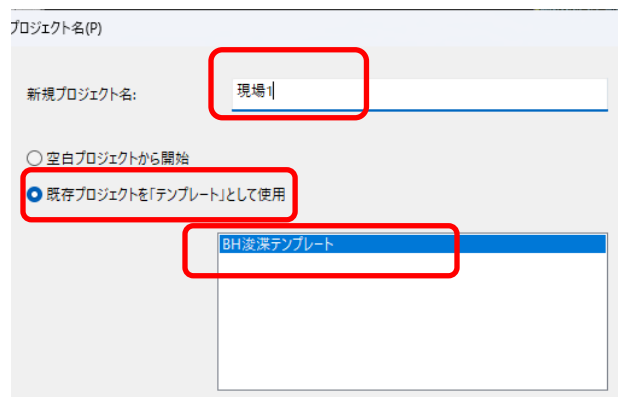 プロジェクト名(P)
新規プロジェクト名:
現場1
空白プロジェクトから開始
既存プロジェクトを「テンプレート」として使用
BH浚渫テンプレート